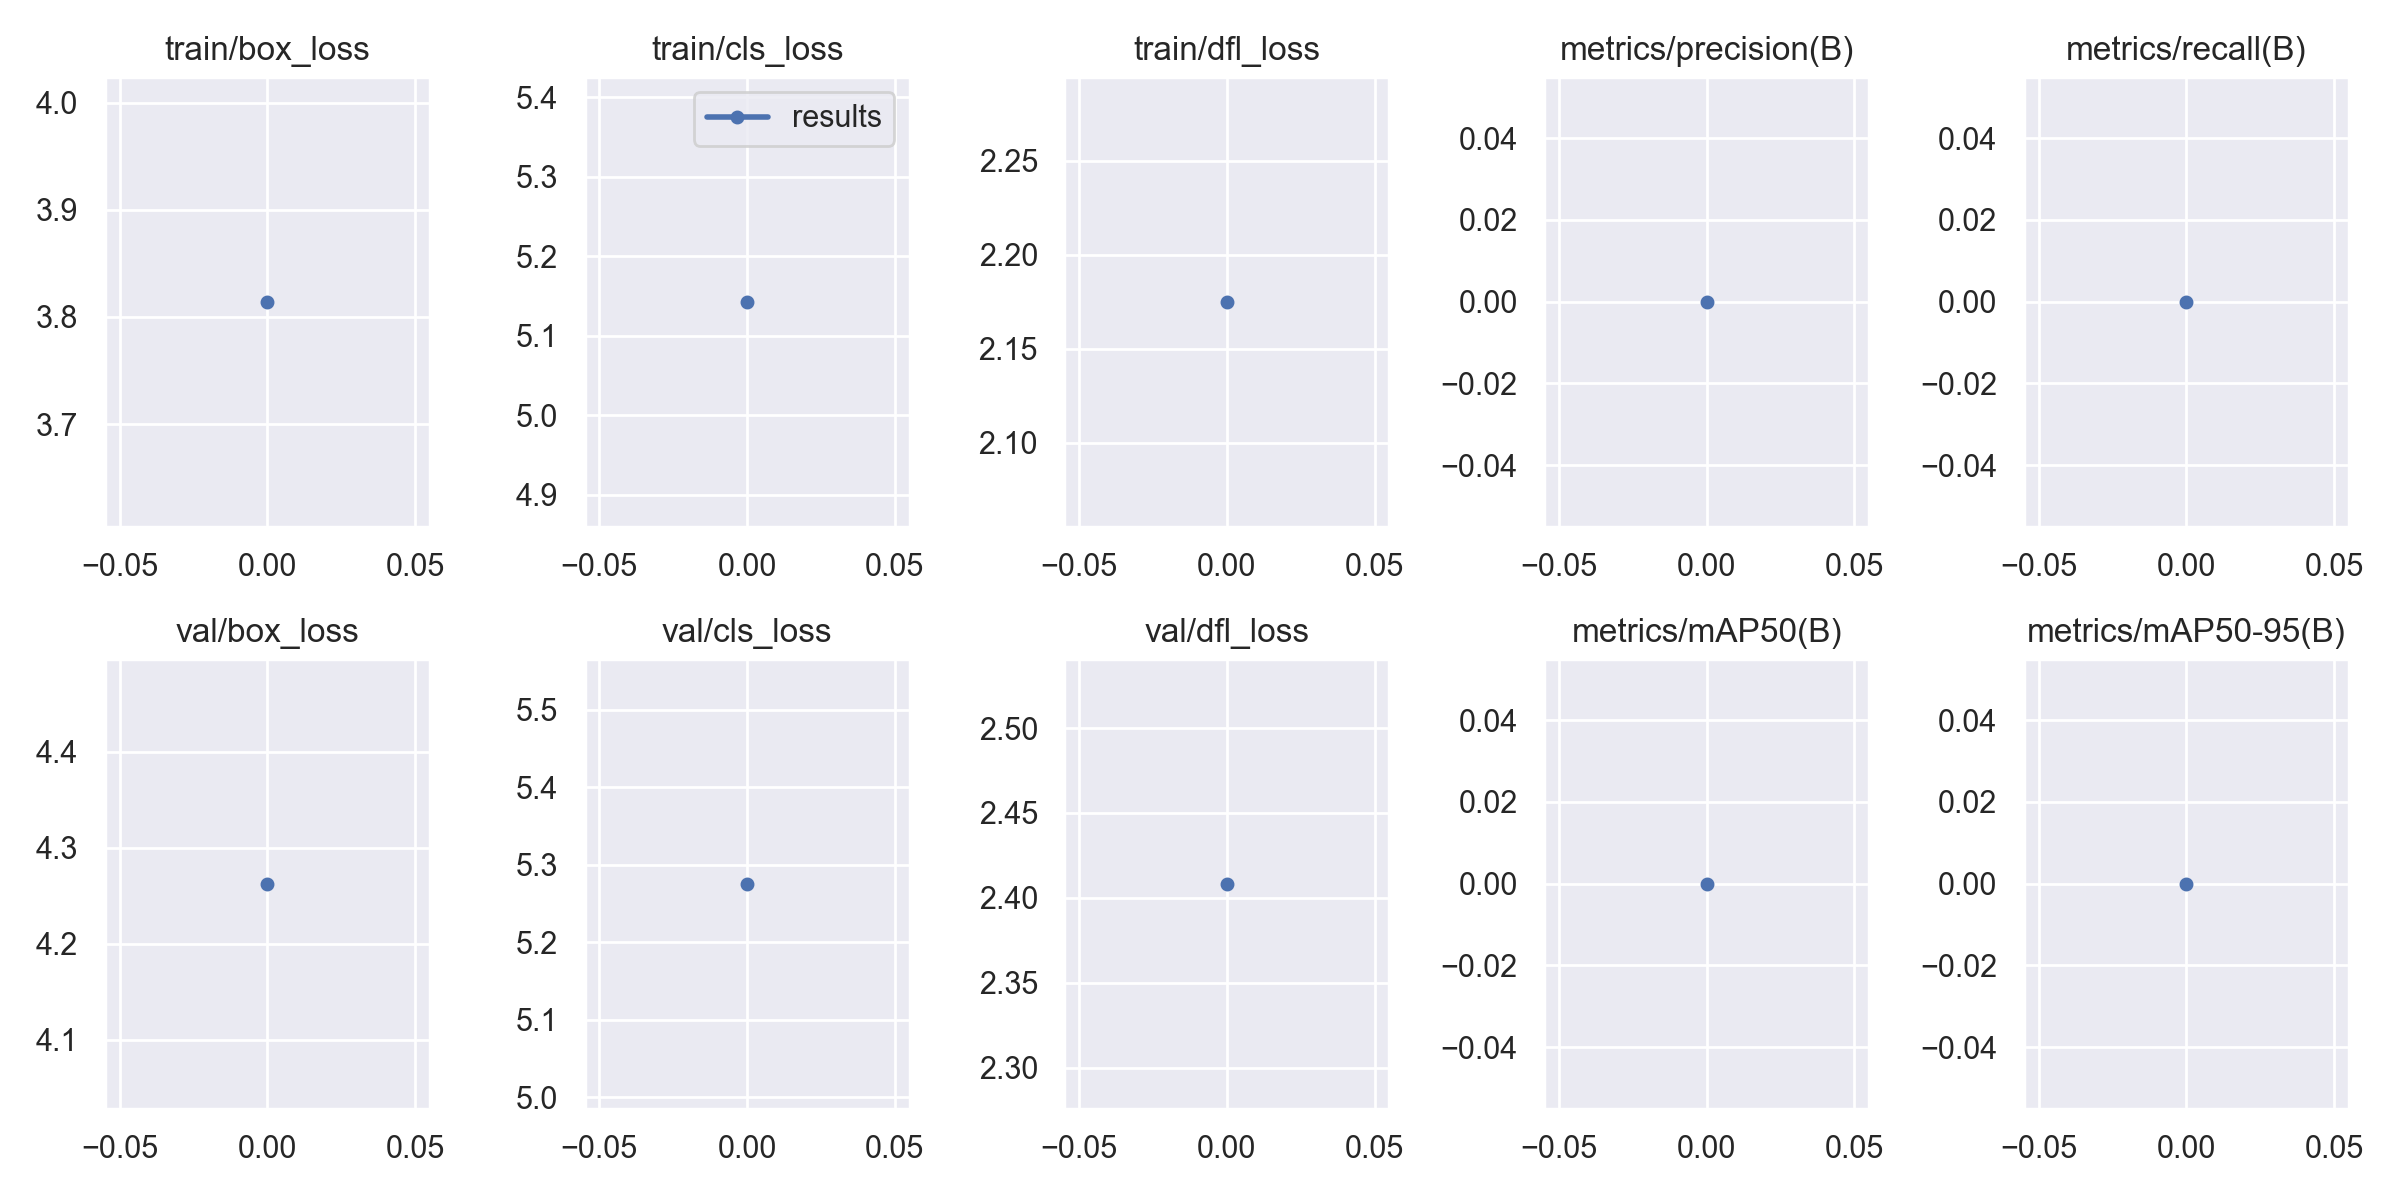 train/box_loss
train/cls_loss
train/dfl_loss
metrics/precision(B)
metrics/recall(B)
4.0
3.9
3.8
3.7
−0.05 0.00 0.05
results
5.4
5.3
5.2
5.1
5.0
4.9
−0.05 0.00 0.05
2.25
2.20
2.15
2.10
−0.05 0.00 0.05
0.04
0.02
0.00
−0.02
−0.04
−0.05 0.00 0.05
0.04
0.02
0.00
−0.02
−0.04
−0.05 0.00 0.05
val/box_loss
val/cls_loss
val/dfl_loss
metrics/mAP50(B)
metrics/mAP50-95(B)
4.4
4.3
4.2
4.1
−0.05 0.00 0.05
5.5
5.4
5.3
5.2
5.1
5.0
−0.05 0.00 0.05
2.50
2.45
2.40
2.35
2.30
−0.05 0.00 0.05
0.04
0.02
0.00
−0.02
−0.04
−0.05 0.00 0.05
0.04
0.02
0.00
−0.02
−0.04
−0.05 0.00 0.05